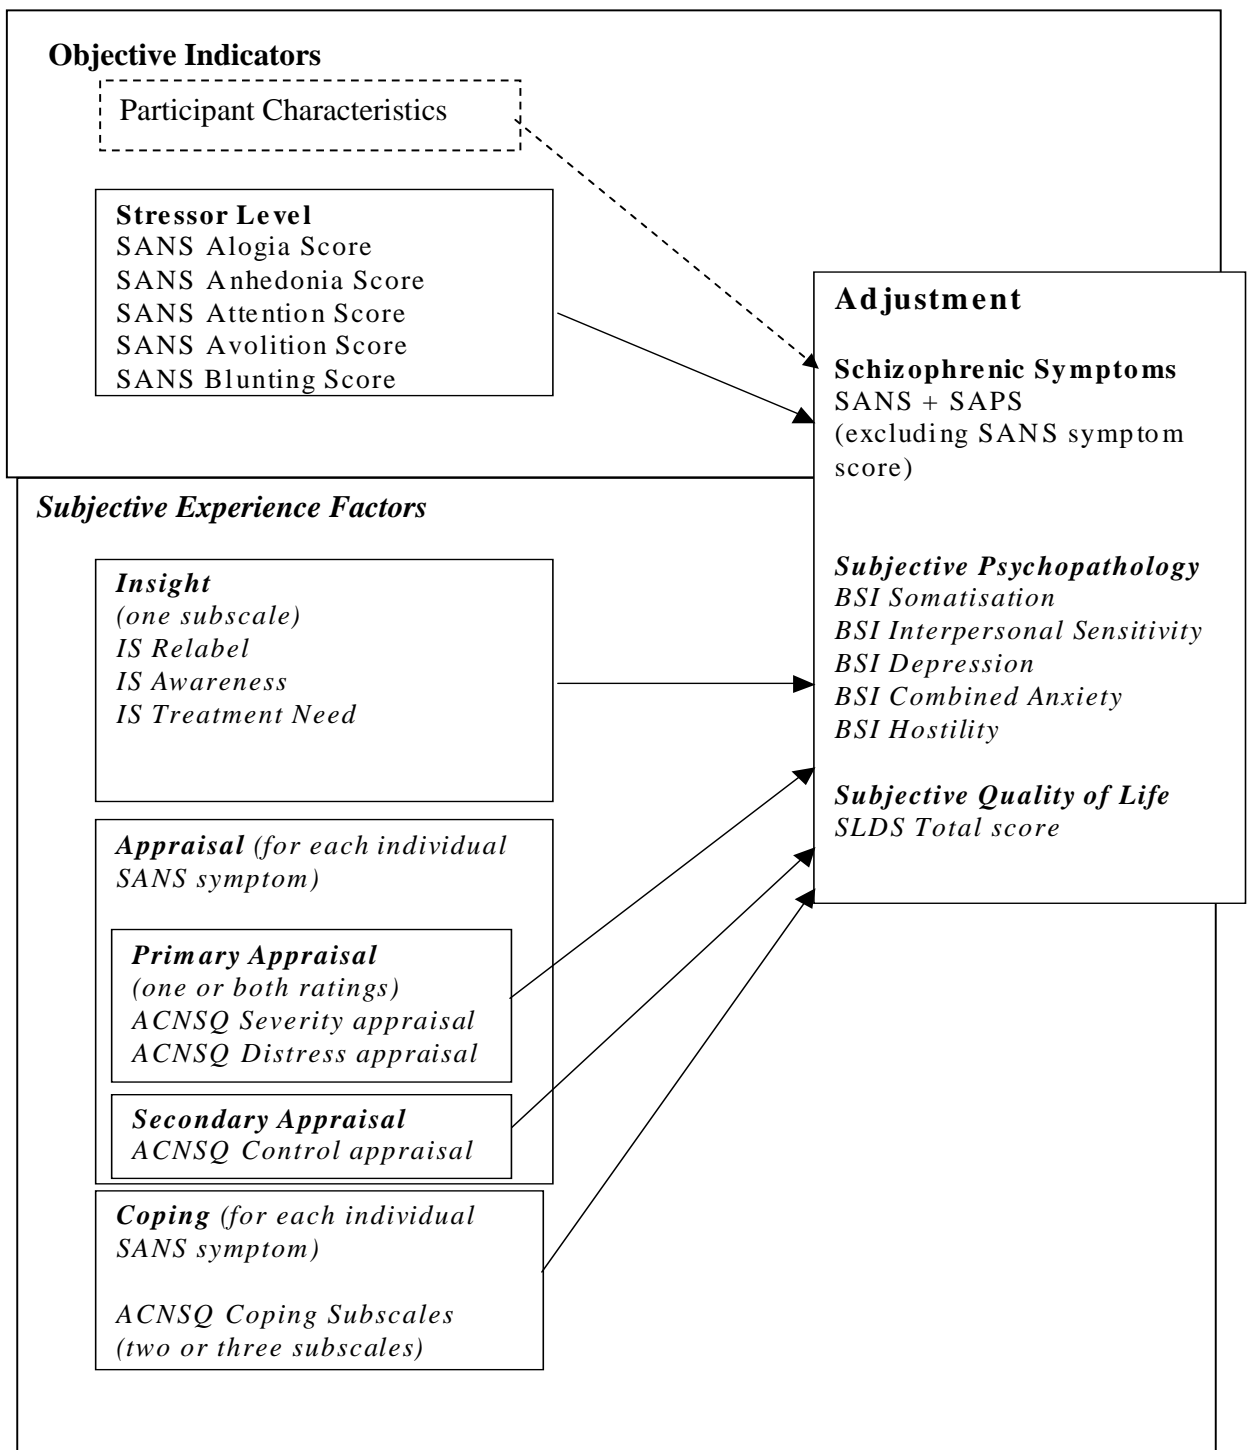 Objective Indicators
Participant Characteristics
Stressor Level
SANS Alogia Score
SANS Anhedonia Score
SANS Attention Score
SANS Avolition Score
SANS Blunting Score
Adjustment
Schizophrenic Symptoms
SANS + SAPS
(excluding SANS symptom
score)
Subjective Psychopathology
BSI Somatisation
BSI Interpersonal Sensitivity
BSI Depression
BSI Combined Anxiety
BSI Hostility
Subjective Quality of Life
SLDS Total score
Subjective Experience Factors
Insight
(one subscale)
IS Relabel
IS Awareness
IS Treatment Need
Appraisal (for each individual
SANS symptom)
Primary Appraisal
(one or both ratings)
ACNSQ Severity appraisal
ACNSQ Distress appraisal
Secondary Appraisal
ACNSQ Control appraisal
Coping (for each individual
SANS symptom)
ACNSQ Coping Subscales
(two or three subscales)